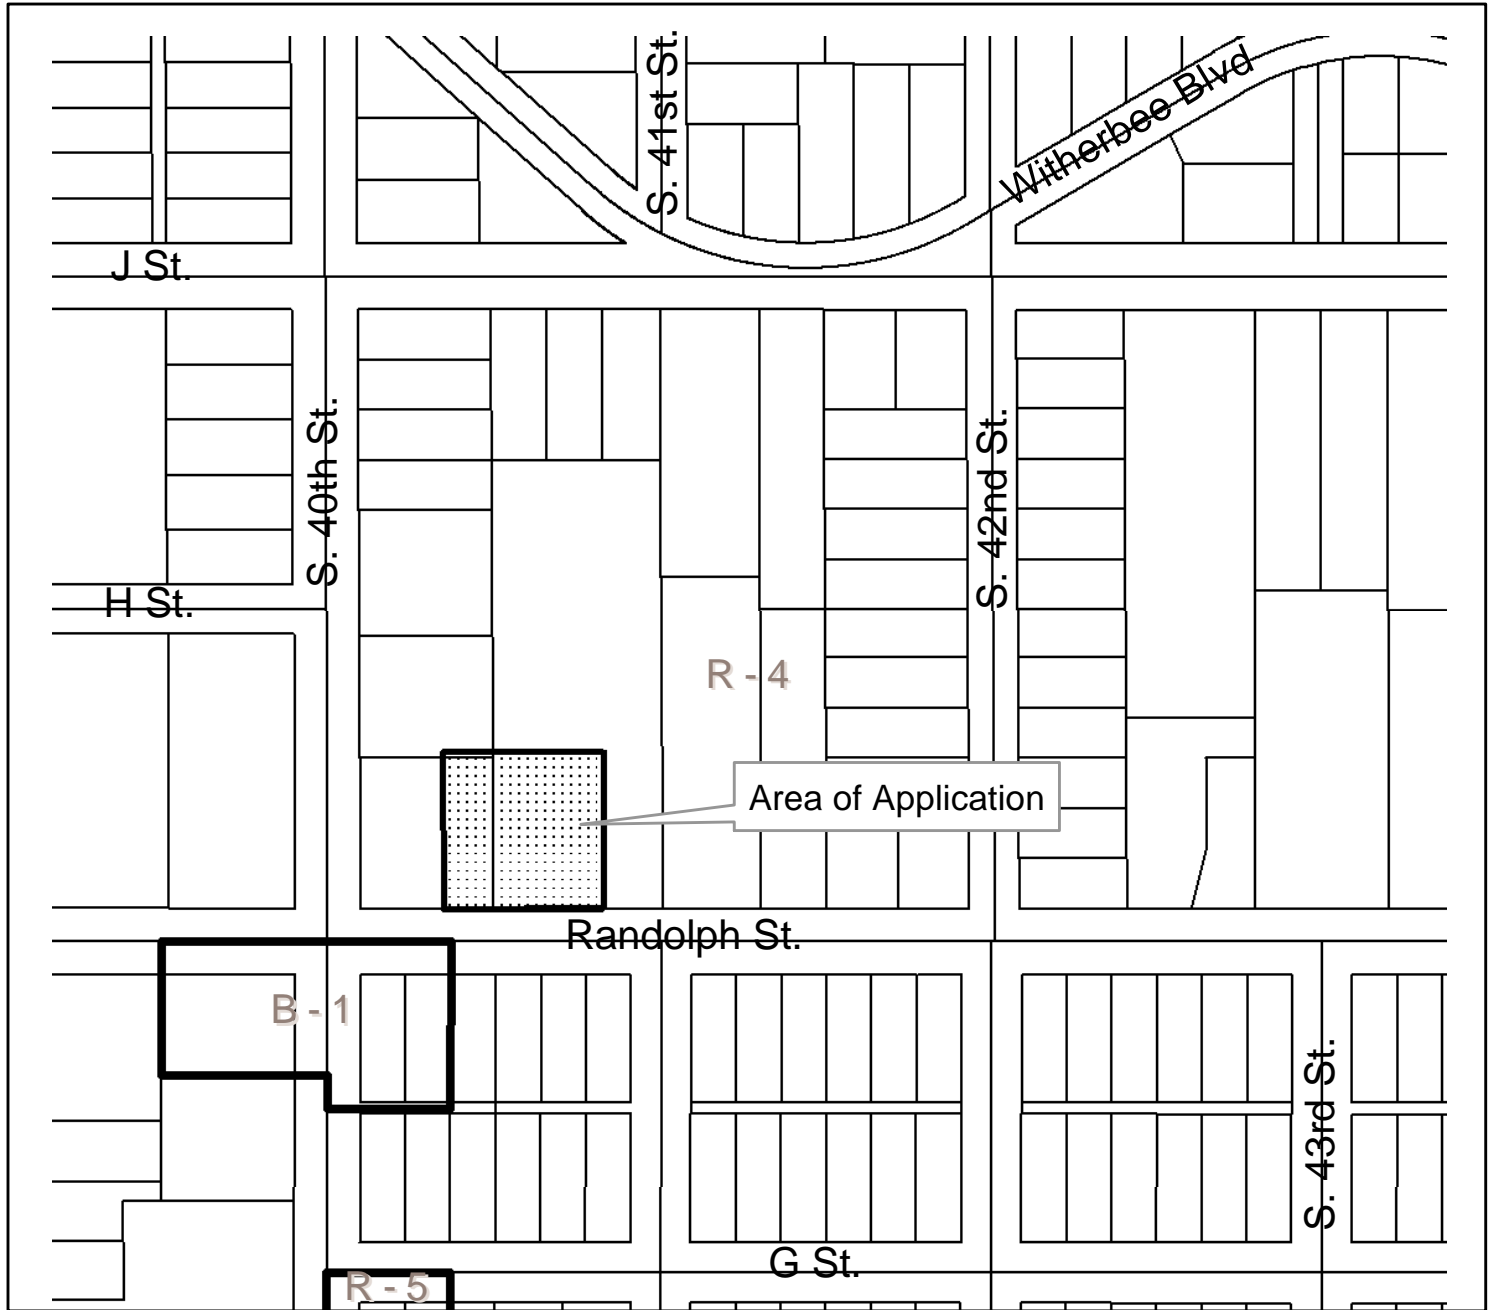 S. 41st St.
Witherbee Blvd
J St.
S. 40th St.
S. 42nd St.
H St.
R - 4
Area of Application
Randolph St.
B - 1
S. 43rd St.
G St.
R - 5